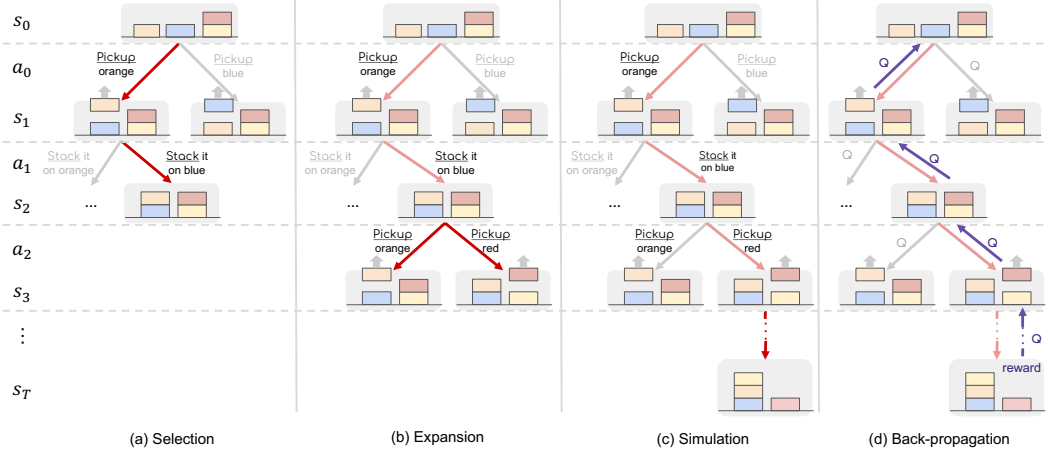 s₀
a₀
s₁
a₁
s₂
a₂
s₃
⋮
s_T
Pickup
orange
Pickup
blue
Stack it
on orange
Stack it
on blue
...
(a) Selection
Pickup
orange
Pickup
blue
Stack it
on orange
Stack it
on blue
...
Pickup
orange
Pickup
red
(b) Expansion
Pickup
orange
Pickup
blue
Stack it
on orange
Stack it
on blue
...
Pickup
orange
Pickup
red
(c) Simulation
Q
Q
Q
Q
...
Q
Q
Q
reward
(d) Back-propagation